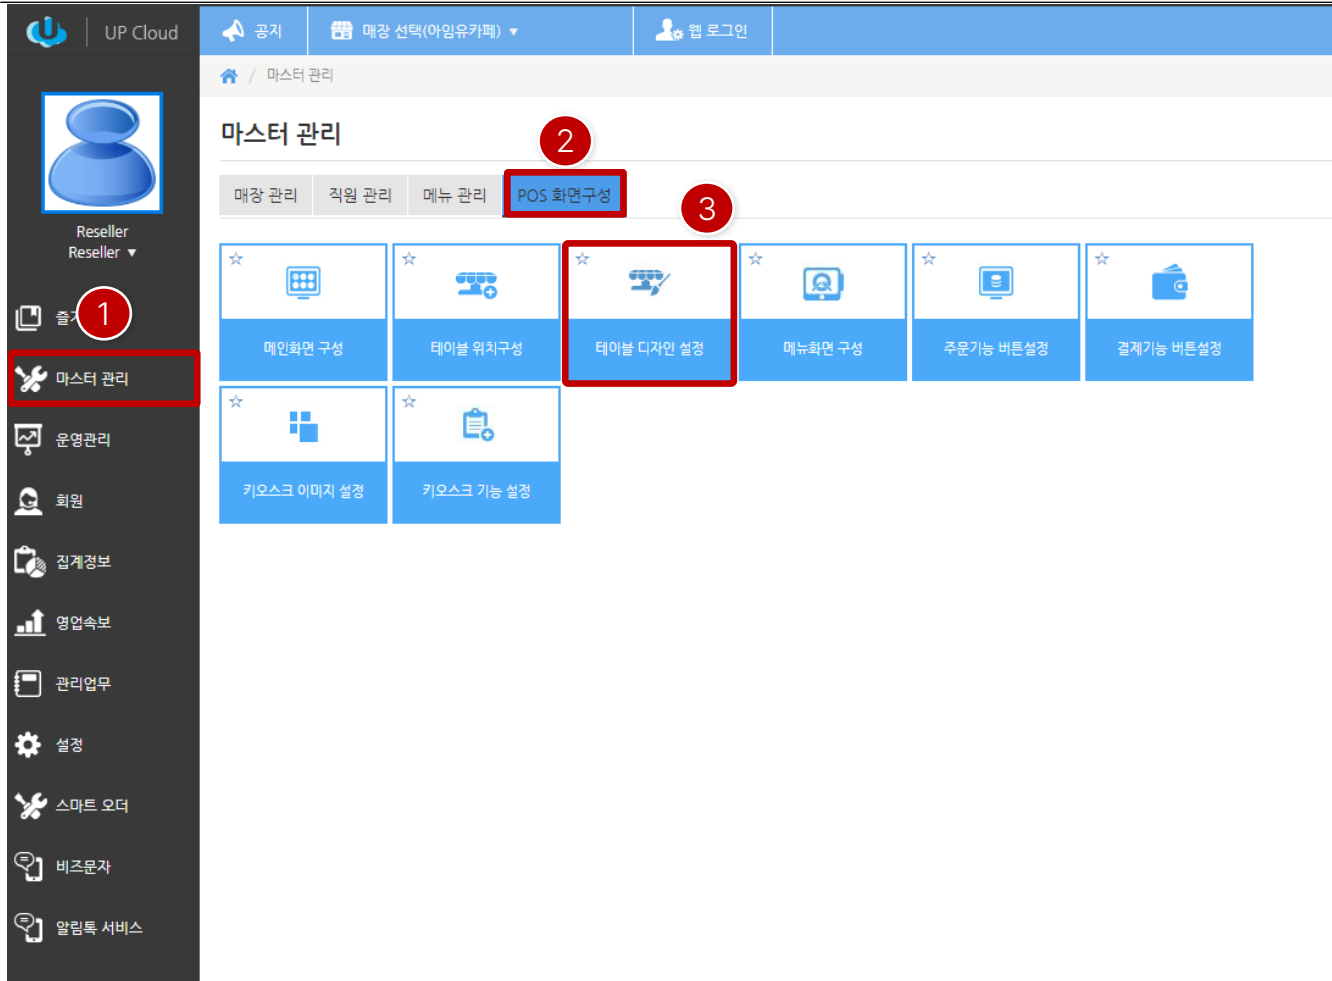 UP Cloud
공지
매장 선택(아임유카페) ▼
웹 로그인
/ 마스터 관리
마스터 관리
2
매장 관리
직원 관리
메뉴 관리
POS 화면구성
3
Reseller
Reseller ▼
1
마스터 관리
운영관리
회원
집계정보
영업속보
관리업무
설정
스마트 오더
비즈문자
알림톡 서비스
메인화면 구성
테이블 위치구성
테이블 디자인 설정
메뉴화면 구성
주문기능 버튼설정
결제기능 버튼설정
키오스크 이미지 설정
키오스크 기능 설정